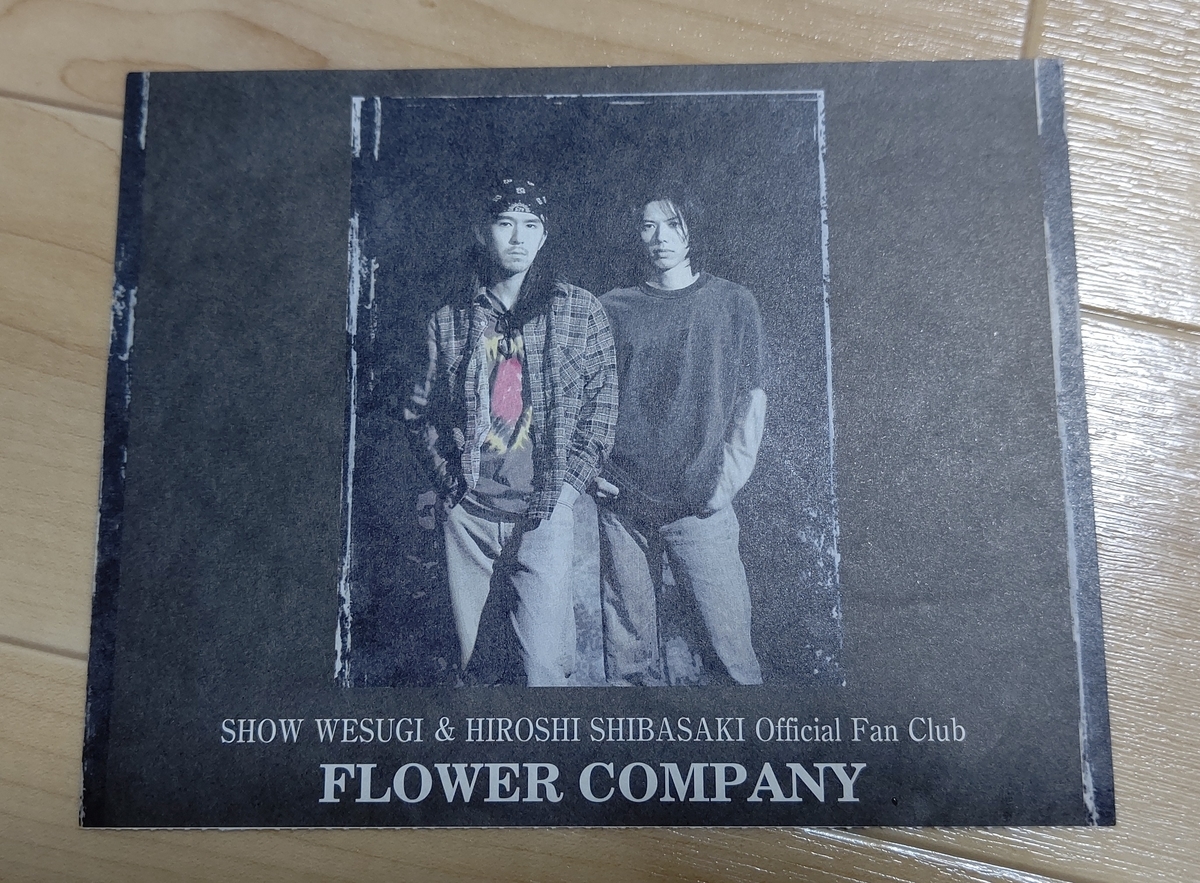 SHOW WESUGI & HIROSHI SHIBASAKI Official Fan Club
FLOWER COMPANY